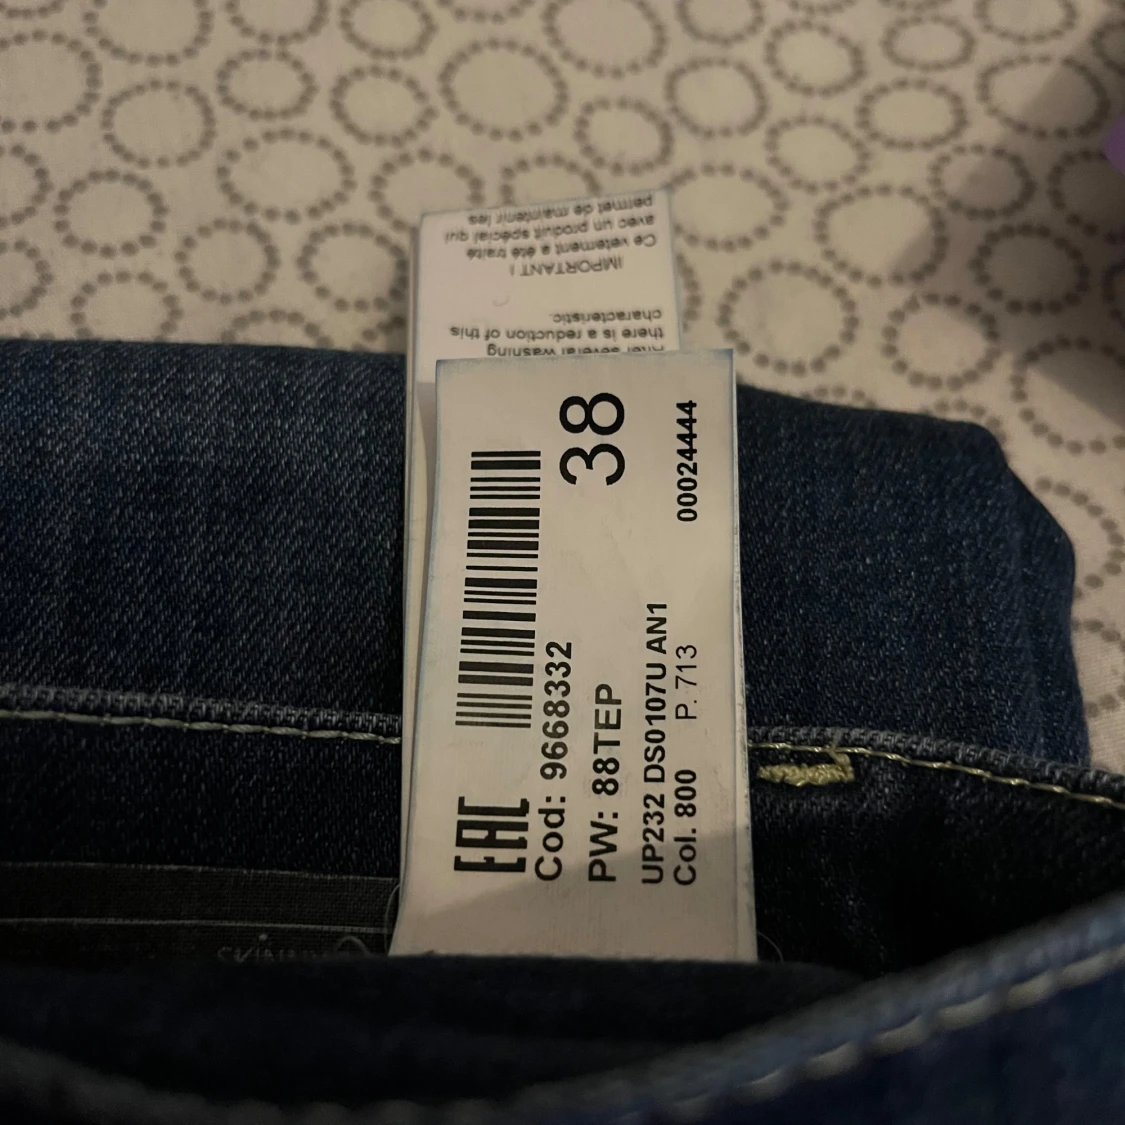 38
00024444
EAC
Cod: 9668332
PW: 88TEP
UP232 DS0107U AN1
Col. 800 P. 713
After several washing
there is a reduction of this
characteristic.
IMPORTANT !
Ce vetement a été traité
avec un produit spécial qui
permet de maintenir les